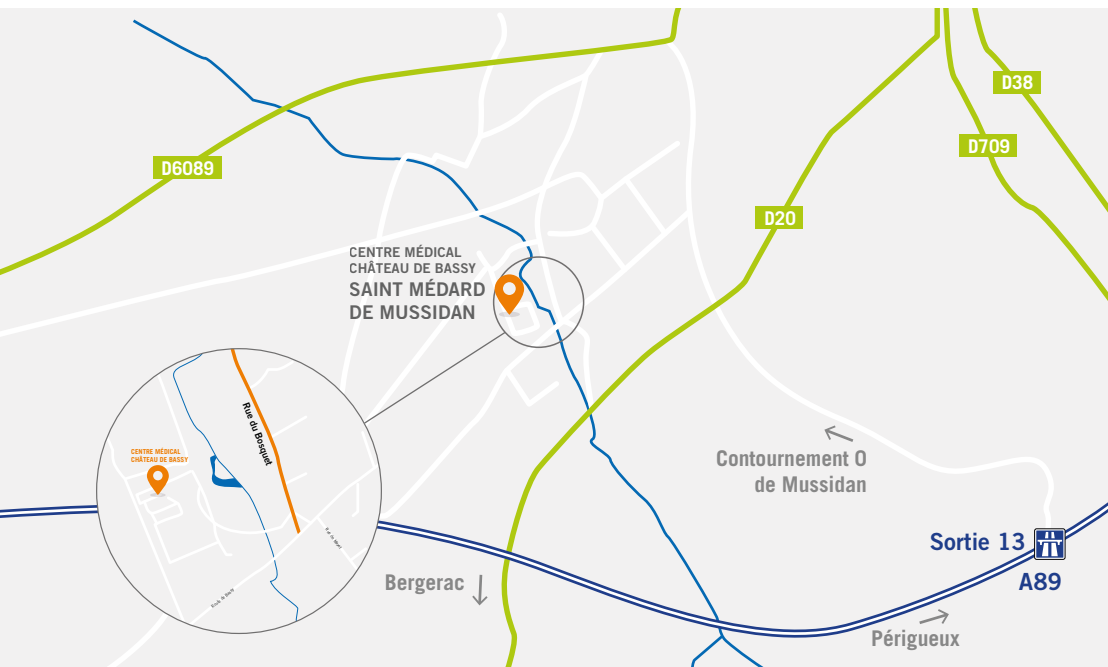 D38
D709
D6089
D20
CENTRE MÉDICAL
CHÂTEAU DE BASSY
SAINT MÉDARD
DE MUSSIDAN
Rue du Bosquet
CENTRE MÉDICAL
CHÂTEAU DE BASSY
Contournement O
de Mussidan
Sortie 13
A89
Bergerac
Périgueux